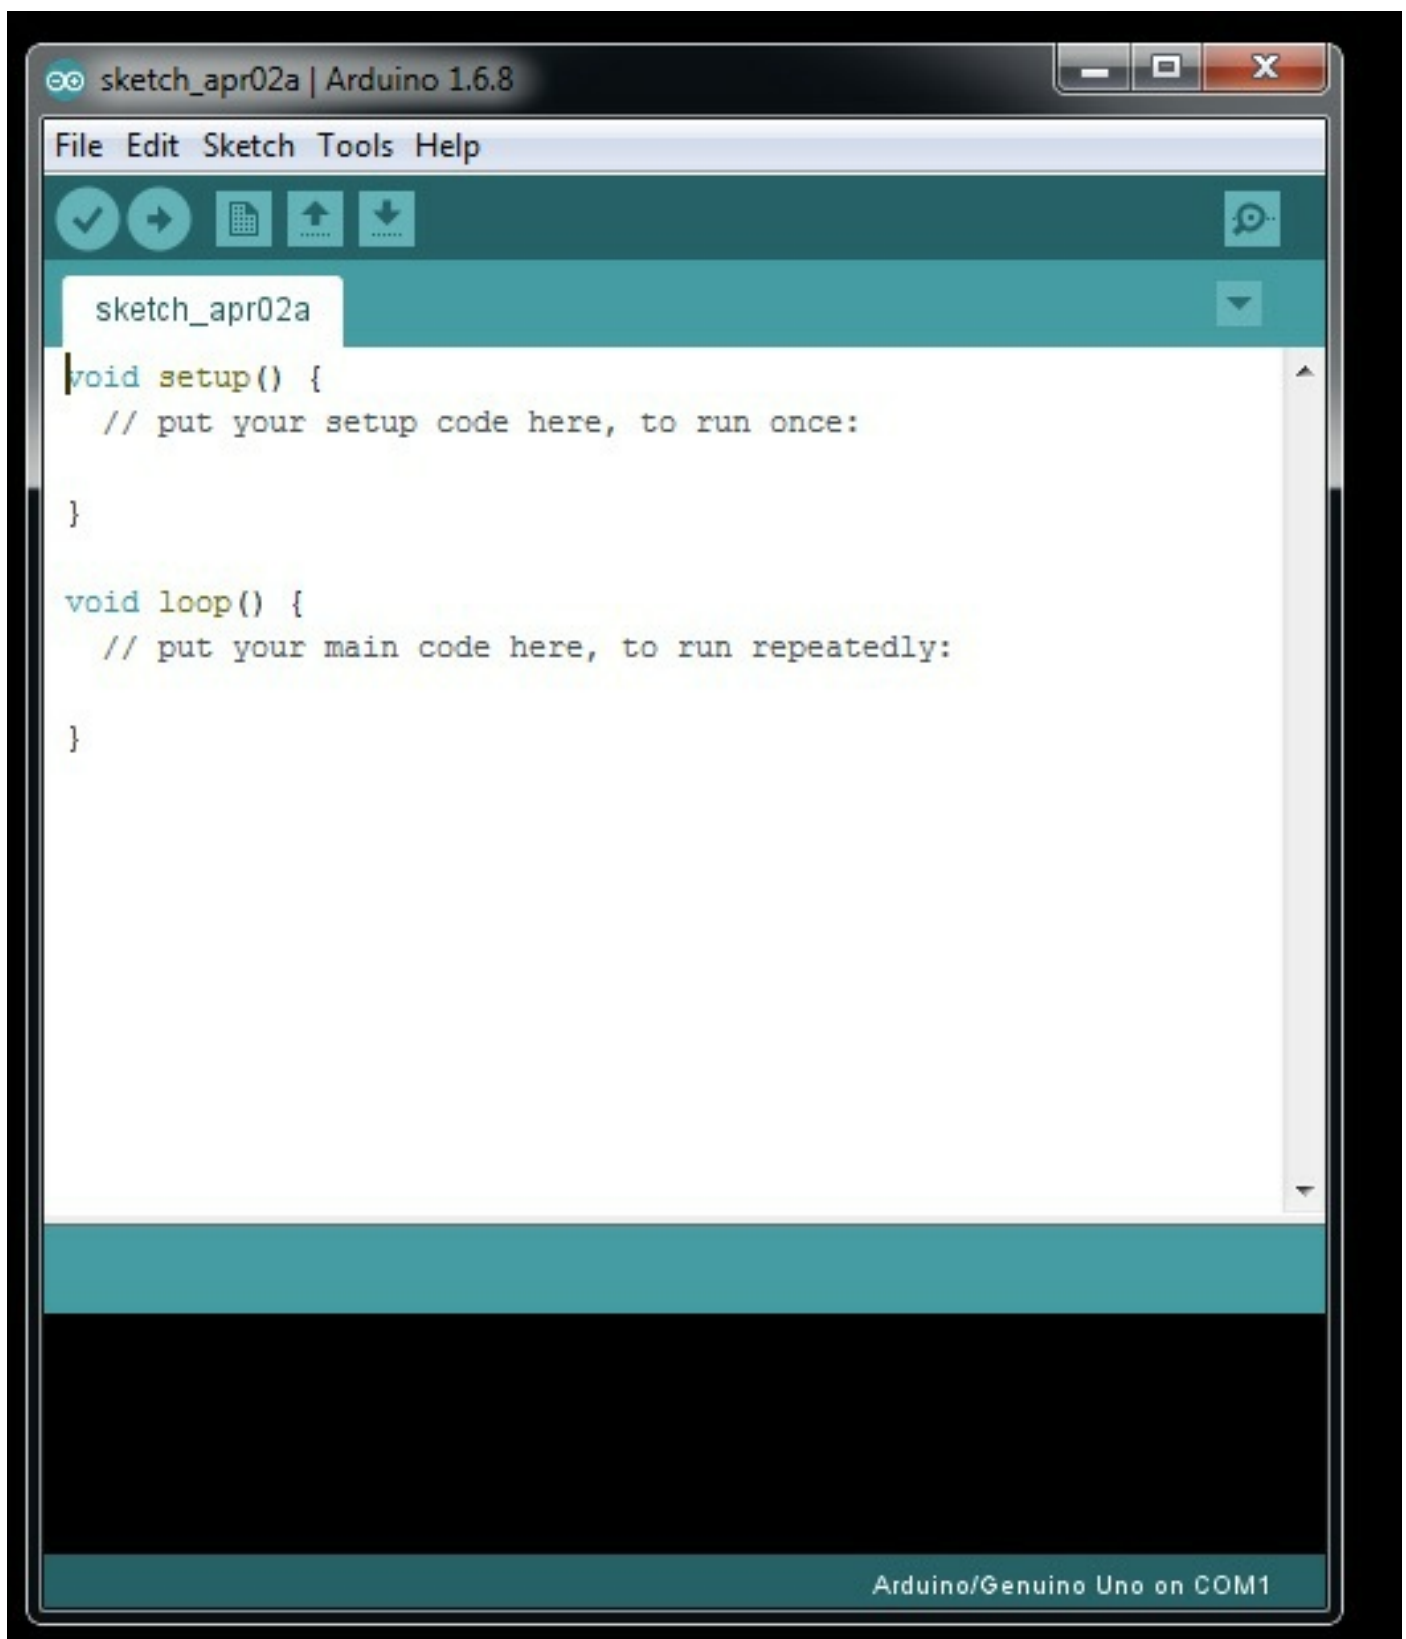 sketch_apr02a | Arduino 1.6.8
File Edit Sketch Tools Help
sketch_apr02a
void setup() {
  // put your setup code here, to run once:
}
void loop() {
  // put your main code here, to run repeatedly:
}
Arduino/Genuino Uno on COM1